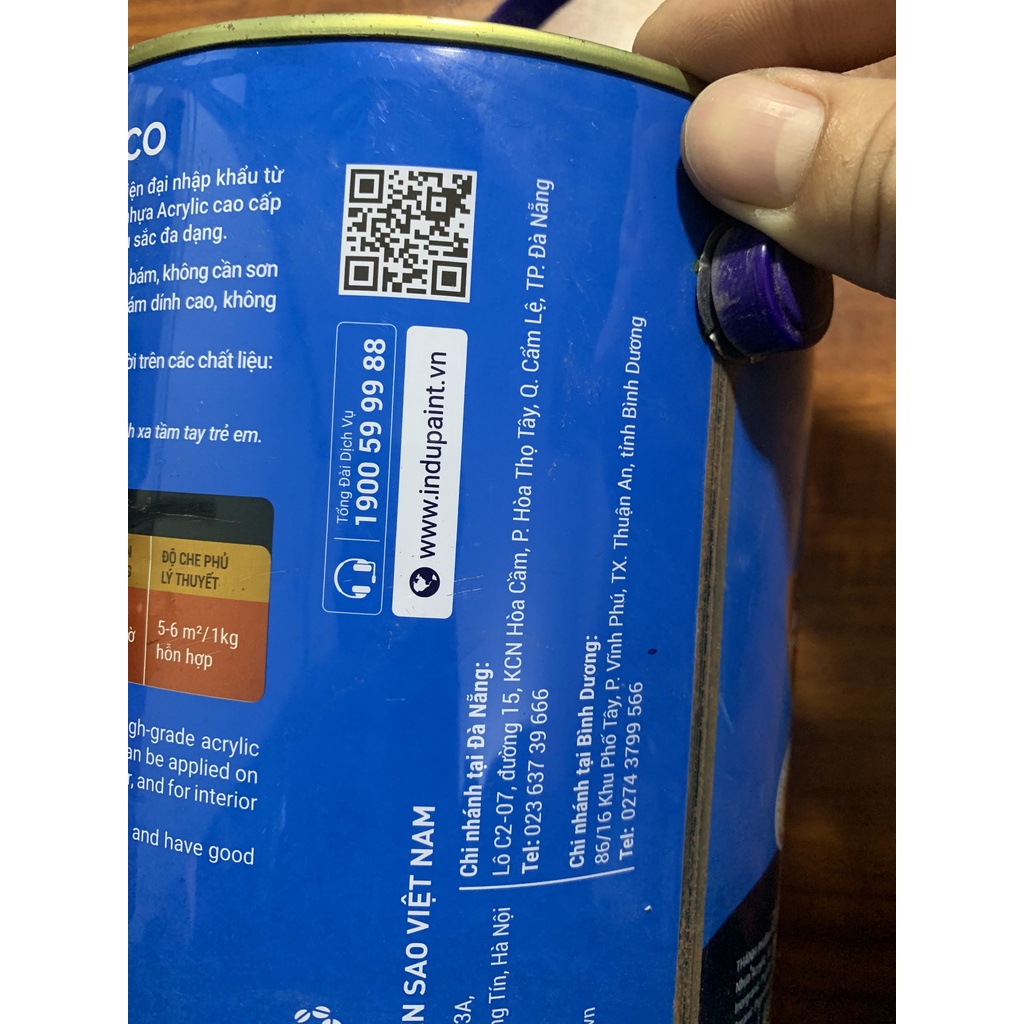 CO
ện đại nhập khẩu từ
nhựa Acrylic cao cấp
sắc đa dạng.
bám, không cần sơn
ám dính cao, không
ời trên các chất liệu:
h xa tầm tay trẻ em.
ĐỘ CHE PHỦ
LÝ THUYẾT
5-6 m²/1kg
hỗn hợp
gh-grade acrylic
an be applied on
r, and for interior
and have good
Tổng Đài Dịch Vụ
1900 59 99 88
www.indupaint.vn
N SAO VIỆT NAM
3A,
ng Tín, Hà Nội
vn
Chi nhánh tại Đà Nẵng:
Lô C2-07, đường 15, KCN Hòa Cầm, P. Hòa Thọ Tây, Q. Cẩm Lệ, TP. Đà Nẵng
Tel: 023 637 39 666
Chi nhánh tại Bình Dương:
86/16 Khu Phố Tây, P. Vĩnh Phú, TX. Thuận An, tỉnh Bình Dương
Tel: 0274 3799 566